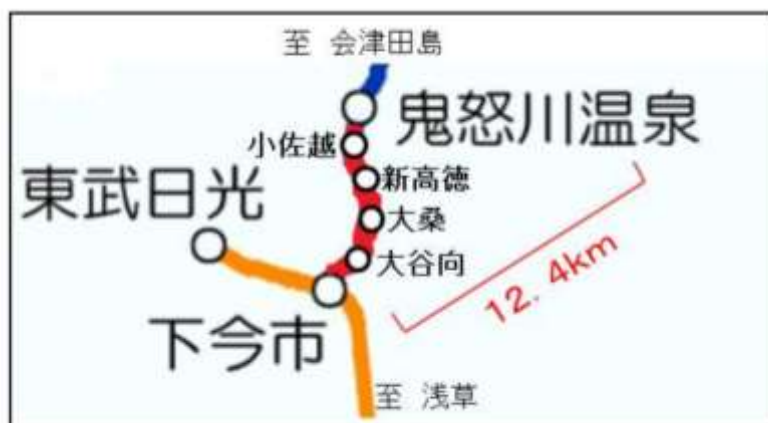 至 会津田島
鬼怒川温泉
小佐越
新高徳
東武日光
大桑
大谷向
12.4km
下今市
至 浅草